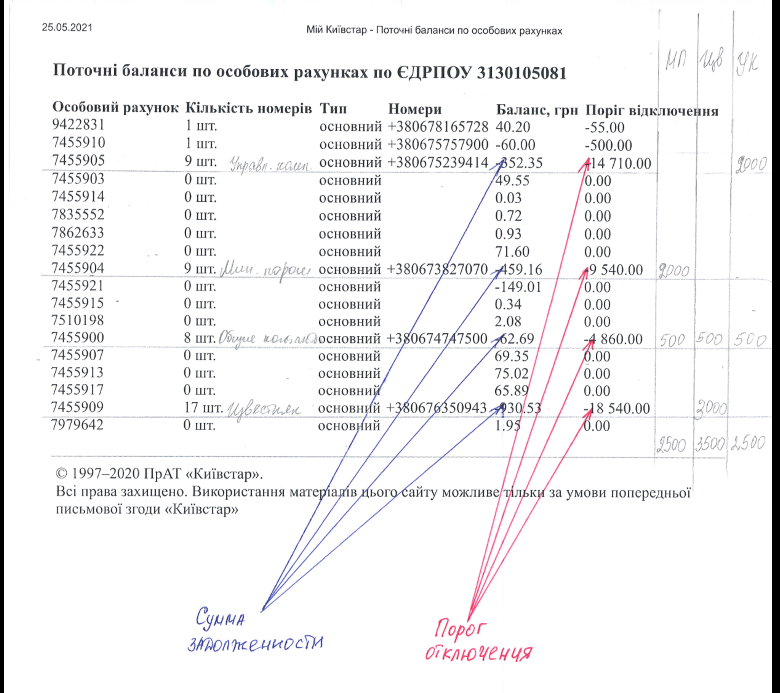 25.05.2021 Мій Київстар - Поточні баланси по особових рахунках
МП Цв УК
Поточні баланси по особових рахунках по ЄДРПОУ 3130105081
Особовий рахунок Кількість номерів Тип Номери Баланс, грн Поріг відключення
9422831 1 шт. основний +380678165728 40.20 -55.00
7455910 1 шт. основний +380675757900 -60.00 -500.00
7455905 9 шт. Управл. комп. основний +380675239414 -352.35 -14 710.00 2000
7455903 0 шт. основний 49.55 0.00
7455914 0 шт. основний 0.03 0.00
7835552 0 шт. основний 0.72 0.00
7862633 0 шт. основний 0.93 0.00
7455922 0 шт. основний 71.60 0.00
7455904 9 шт. основний +380673827070 -459.16 -9 540.00 2000
7455921 0 шт. основний -149.01 0.00
7455915 0 шт. основний 0.34 0.00
7510198 0 шт. основний 2.08 0.00
7455900 8 шт. Общие основний +380674747500 -62.69 -4 860.00 500 500 500
7455907 0 шт. основний 69.35 0.00
7455913 0 шт. основний 75.02 0.00
7455917 0 шт. основний 65.89 0.00
7455909 17 шт. Известняк основний +380676350943 -930.53 -18 540.00 3000
7979642 0 шт. основний 1.95 0.00
2500 3500 2500
© 1997–2020 ПрАТ «Київстар».
Всі права захищено. Використання матеріалів цього сайту можливе тільки за умови попередньої
письмової згоди «Київстар»
Сумма
задолженности
Порог
отключения